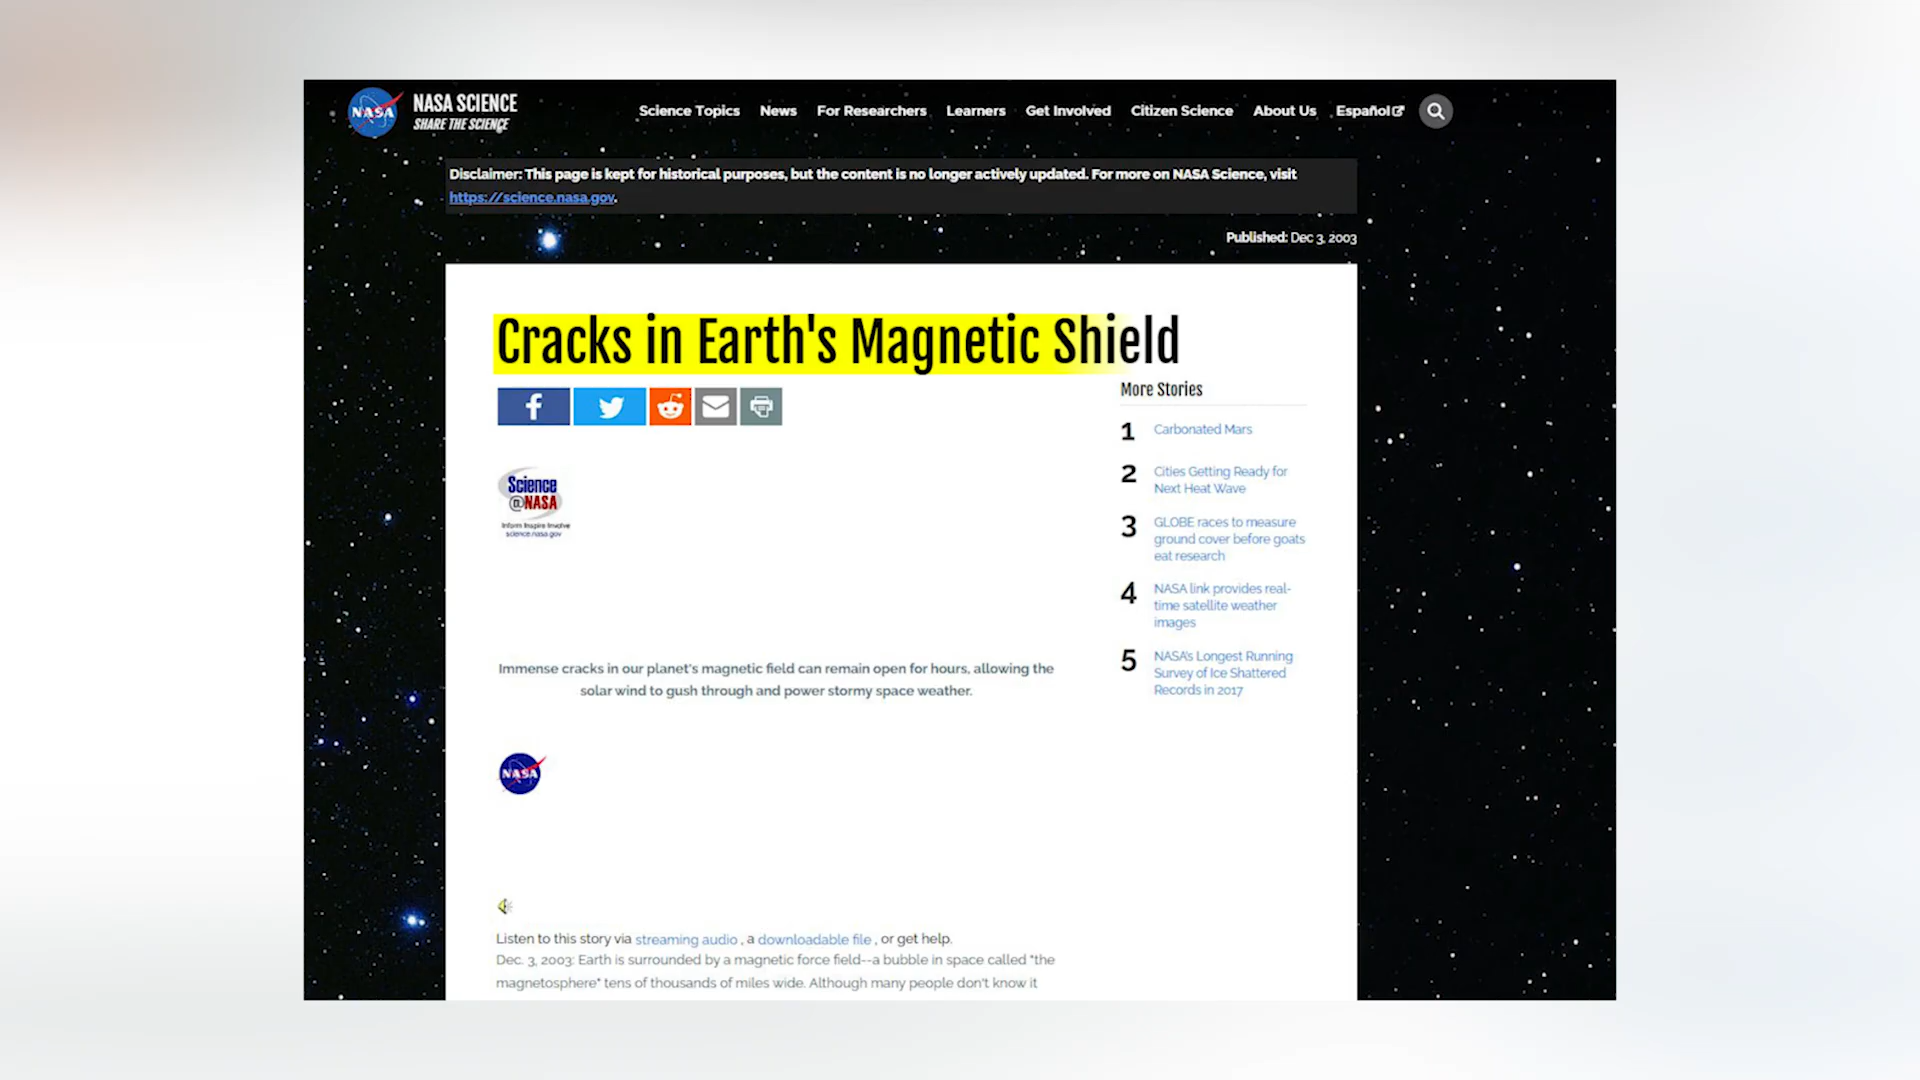 NASA
NASA SCIENCE
SHARE THE SCIENCE
Science Topics News For Researchers Learners Get Involved Citizen Science About Us Español
Disclaimer: This page is kept for historical purposes, but the content is no longer actively updated. For more on NASA Science, visit
https://science.nasa.gov.
Published: Dec 3, 2003
Cracks in Earth's Magnetic Shield
More Stories
1 Carbonated Mars
2 Cities Getting Ready for
Next Heat Wave
3 GLOBE races to measure
ground cover before goats
eat research
4 NASA link provides real-
time satellite weather
images
5 NASA's Longest Running
Survey of Ice Shattered
Records in 2017
Science
@NASA
Inform Inspire Involve
science.nasa.gov
Immense cracks in our planet's magnetic field can remain open for hours, allowing the
solar wind to gush through and power stormy space weather.
NASA
Listen to this story via streaming audio , a downloadable file , or get help.
Dec. 3, 2003: Earth is surrounded by a magnetic force field--a bubble in space called "the
magnetosphere" tens of thousands of miles wide. Although many people don't know it